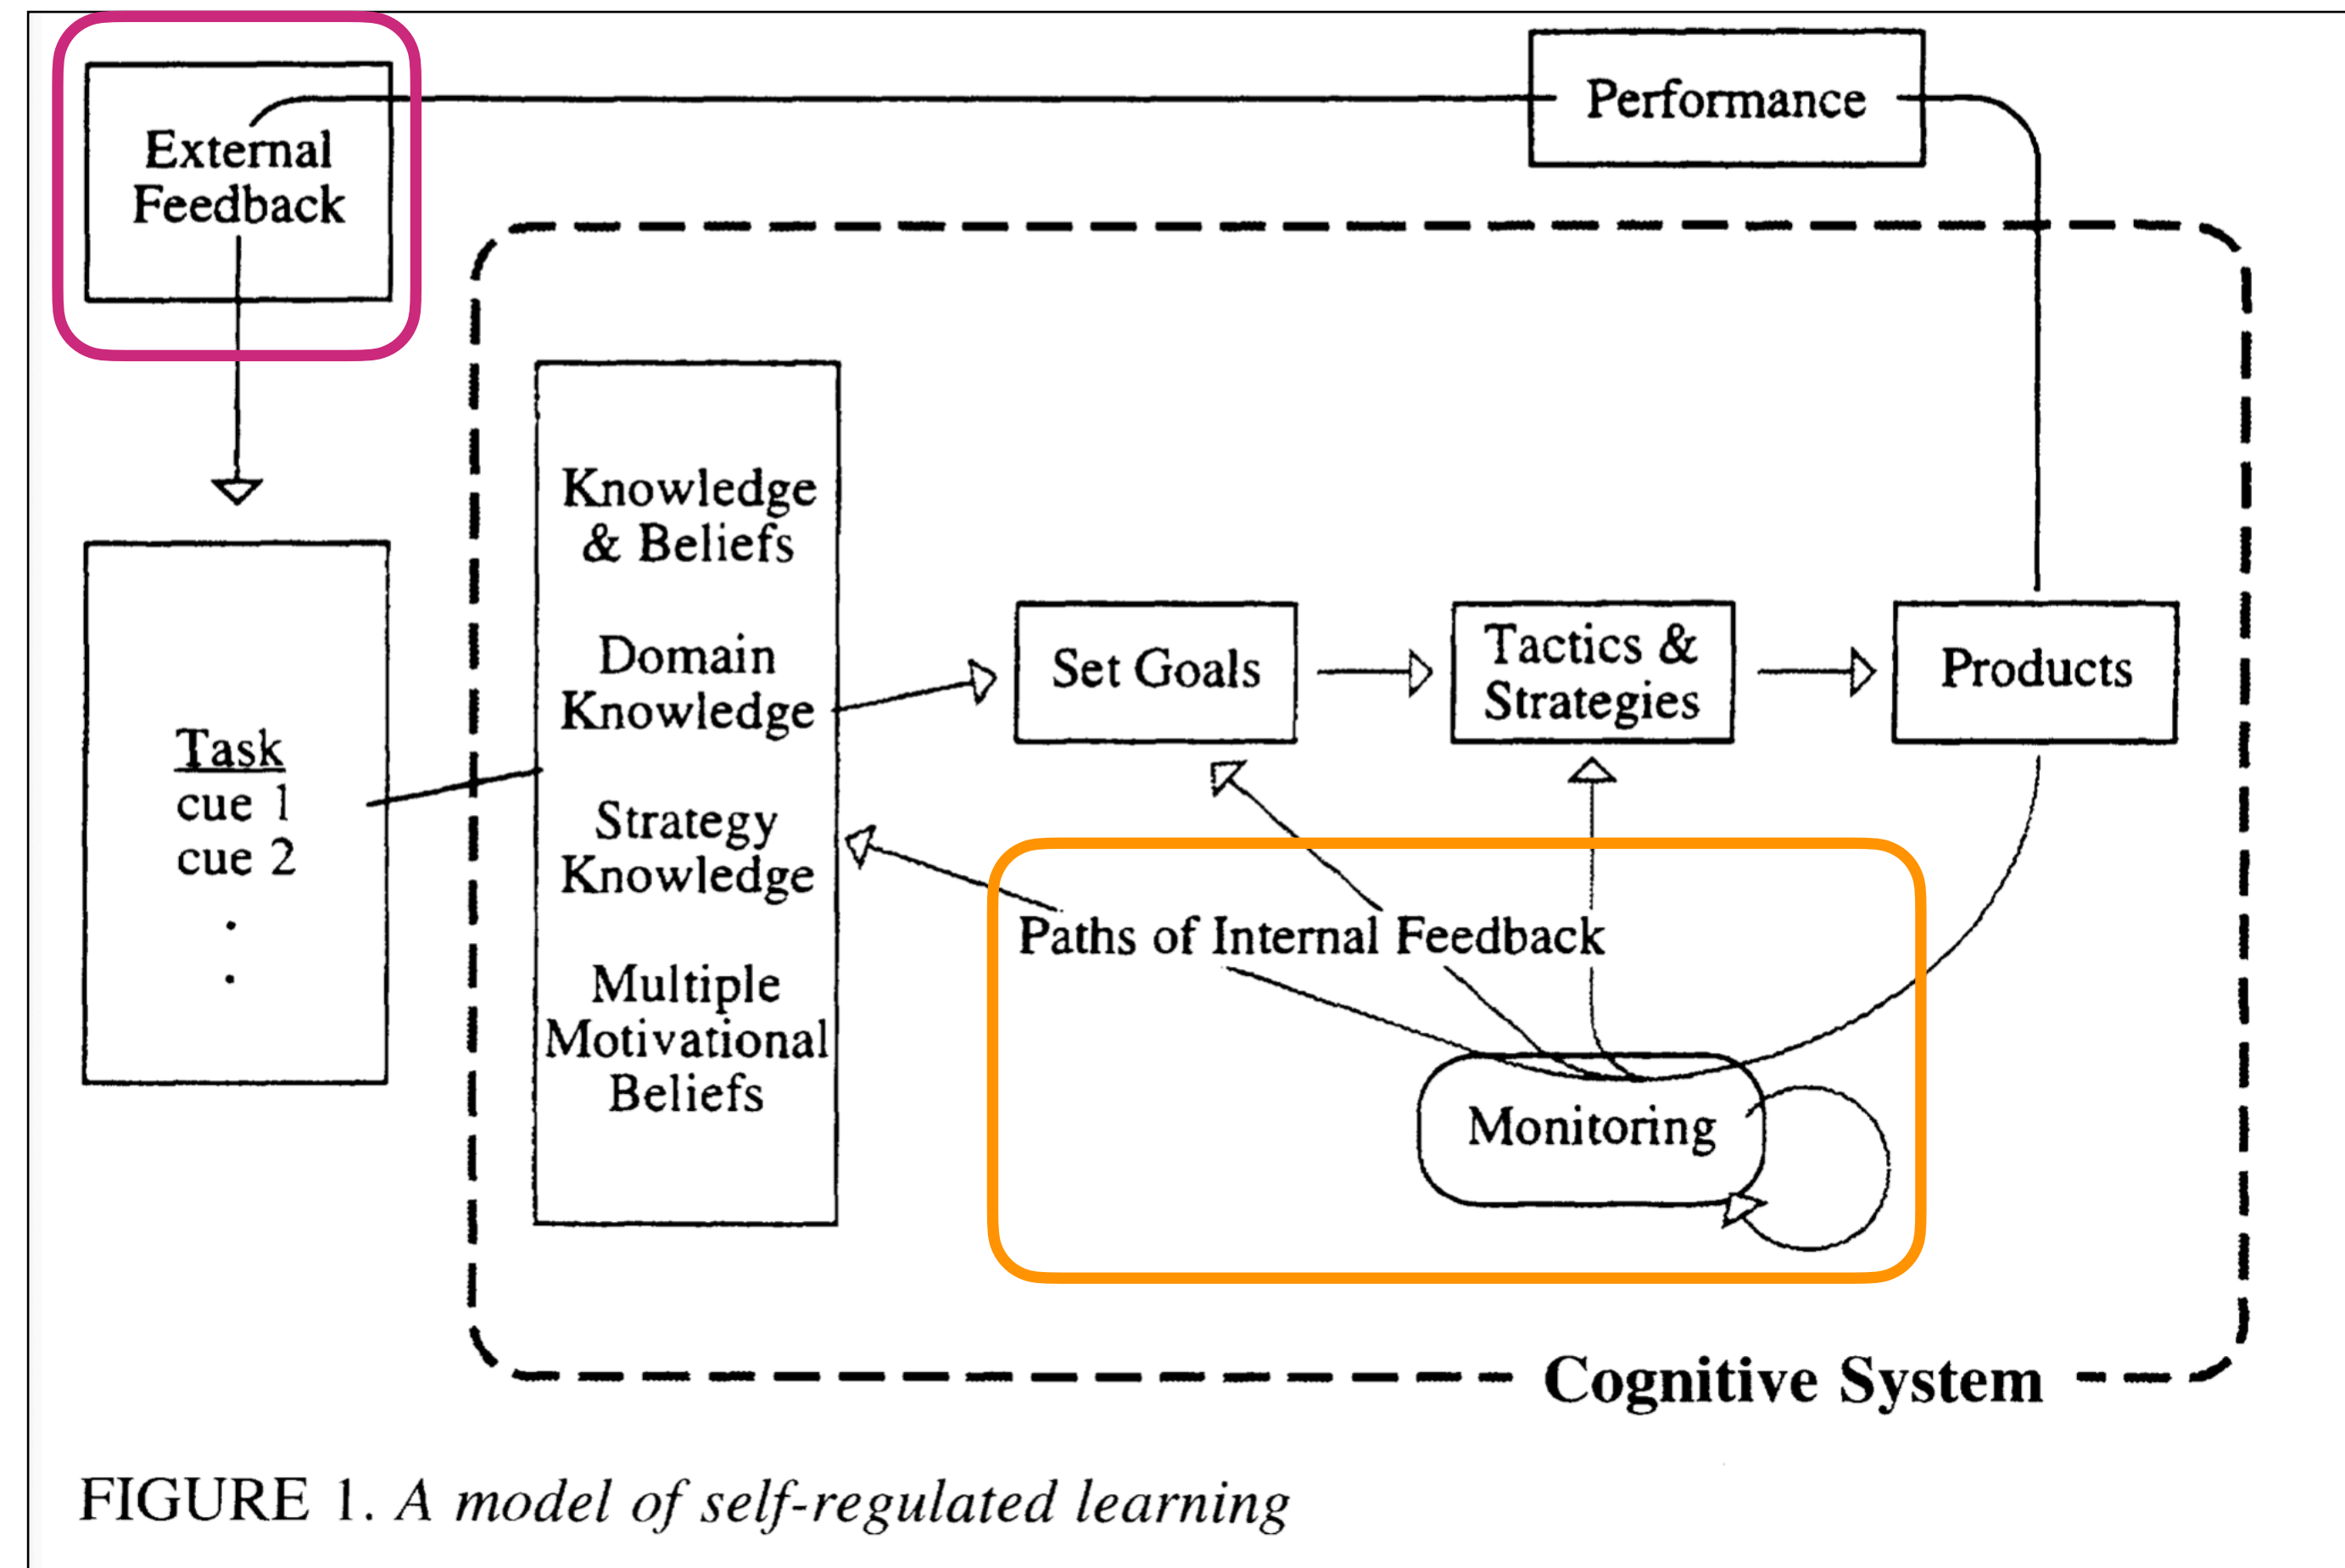 Performance
External
Feedback
Knowledge
& Beliefs
Domain
Knowledge
Strategy
Knowledge
Multiple
Motivational
Beliefs
Set Goals
Tactics &
Strategies
Products
Task
cue 1
cue 2
.
.
Paths of Internal Feedback
Monitoring
Cognitive System
FIGURE 1. A model of self-regulated learning